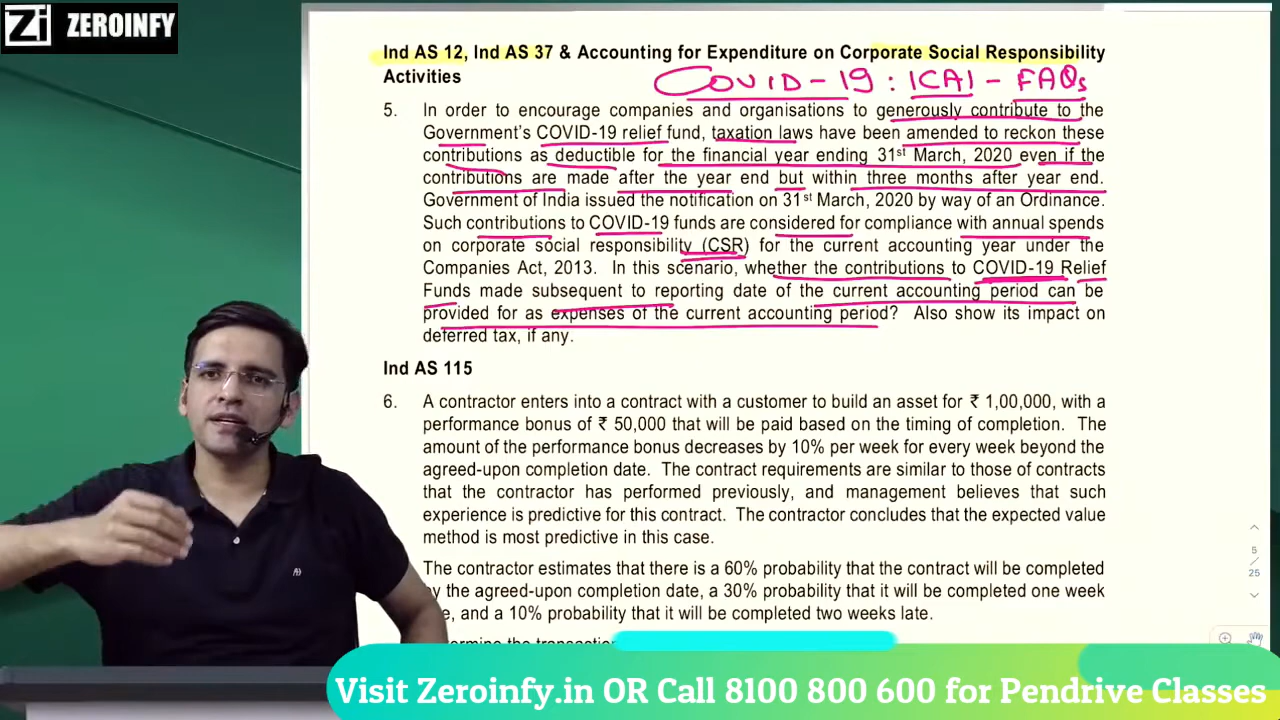 Zi ZEROINFY
Ind AS 12, Ind AS 37 & Accounting for Expenditure on Corporate Social Responsibility
Activities
COVID-19 : ICAI - FAQs
5. In order to encourage companies and organisations to generously contribute to the
Government's COVID-19 relief fund, taxation laws have been amended to reckon these
contributions as deductible for the financial year ending 31st March, 2020 even if the
contributions are made after the year end but within three months after year end.
Government of India issued the notification on 31st March, 2020 by way of an Ordinance.
Such contributions to COVID-19 funds are considered for compliance with annual spends
on corporate social responsibility (CSR) for the current accounting year under the
Companies Act, 2013. In this scenario, whether the contributions to COVID-19 Relief
Funds made subsequent to reporting date of the current accounting period can be
provided for as expenses of the current accounting period? Also show its impact on
deferred tax, if any.
Ind AS 115
6. A contractor enters into a contract with a customer to build an asset for ₹ 1,00,000, with a
performance bonus of ₹ 50,000 that will be paid based on the timing of completion. The
amount of the performance bonus decreases by 10% per week for every week beyond the
agreed-upon completion date. The contract requirements are similar to those of contracts
that the contractor has performed previously, and management believes that such
experience is predictive for this contract. The contractor concludes that the expected value
method is most predictive in this case.
The contractor estimates that there is a 60% probability that the contract will be completed
by the agreed-upon completion date, a 30% probability that it will be completed one week
, and a 10% probability that it will be completed two weeks late.
5
/
25
Visit Zeroinfy.in OR Call 8100 800 600 for Pendrive Classes